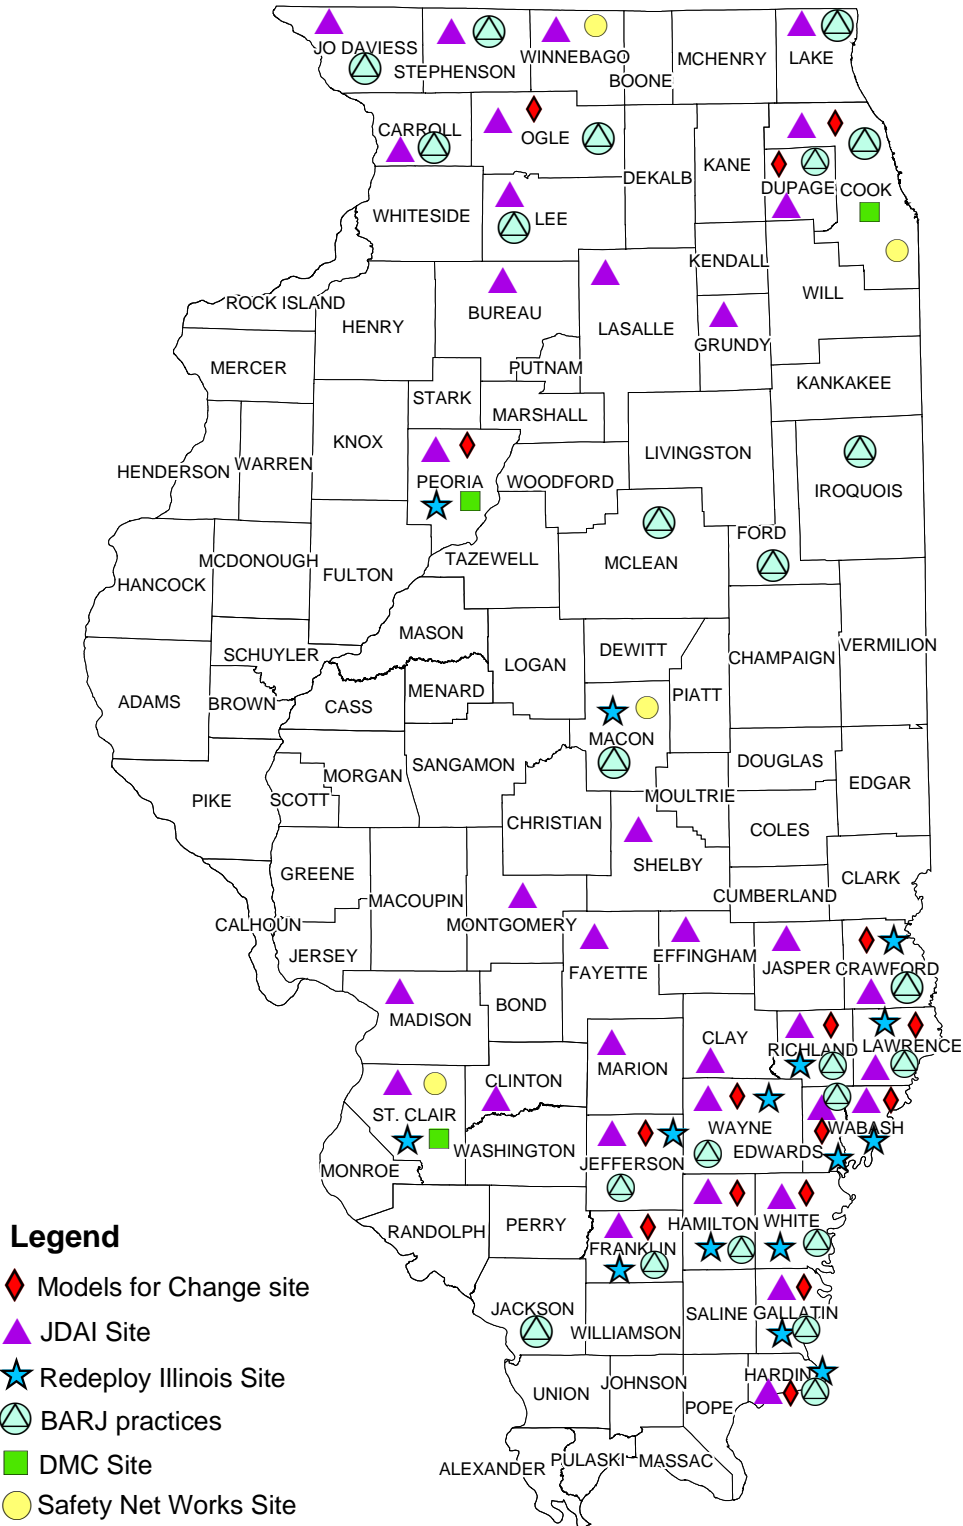 JO DAVIESS
STEPHENSON
WINNEBAGO
BOONE
MCHENRY
LAKE
CARROLL
OGLE
DEKALB
KANE
DUPAGE
COOK
WHITESIDE
LEE
KENDALL
WILL
ROCK ISLAND
HENRY
BUREAU
LASALLE
GRUNDY
MERCER
PUTNAM
KANKAKEE
STARK
MARSHALL
KNOX
HENDERSON
WARREN
PEORIA
WOODFORD
LIVINGSTON
IROQUOIS
FORD
HANCOCK
MCDONOUGH
FULTON
TAZEWELL
MCLEAN
MASON
SCHUYLER
LOGAN
DEWITT
CHAMPAIGN
VERMILION
ADAMS
BROWN
CASS
MENARD
PIATT
MACON
MORGAN
SANGAMON
DOUGLAS
EDGAR
PIKE
SCOTT
MOULTRIE
CHRISTIAN
COLES
SHELBY
GREENE
MACOUPIN
CUMBERLAND
CLARK
CALHOUN
JERSEY
MONTGOMERY
FAYETTE
EFFINGHAM
JASPER
CRAWFORD
MADISON
BOND
MARION
CLAY
RICHLAND
LAWRENCE
ST. CLAIR
CLINTON
WAYNE
WABASH
WASHINGTON
JEFFERSON
EDWARDS
MONROE
RANDOLPH
PERRY
HAMILTON
WHITE
FRANKLIN
JACKSON
WILLIAMSON
SALINE
GALLATIN
UNION
JOHNSON
POPE
HARDIN
ALEXANDER
PULASKI
MASSAC
Legend
Models for Change site
JDAI Site
Redeploy Illinois Site
BARJ practices
DMC Site
Safety Net Works Site